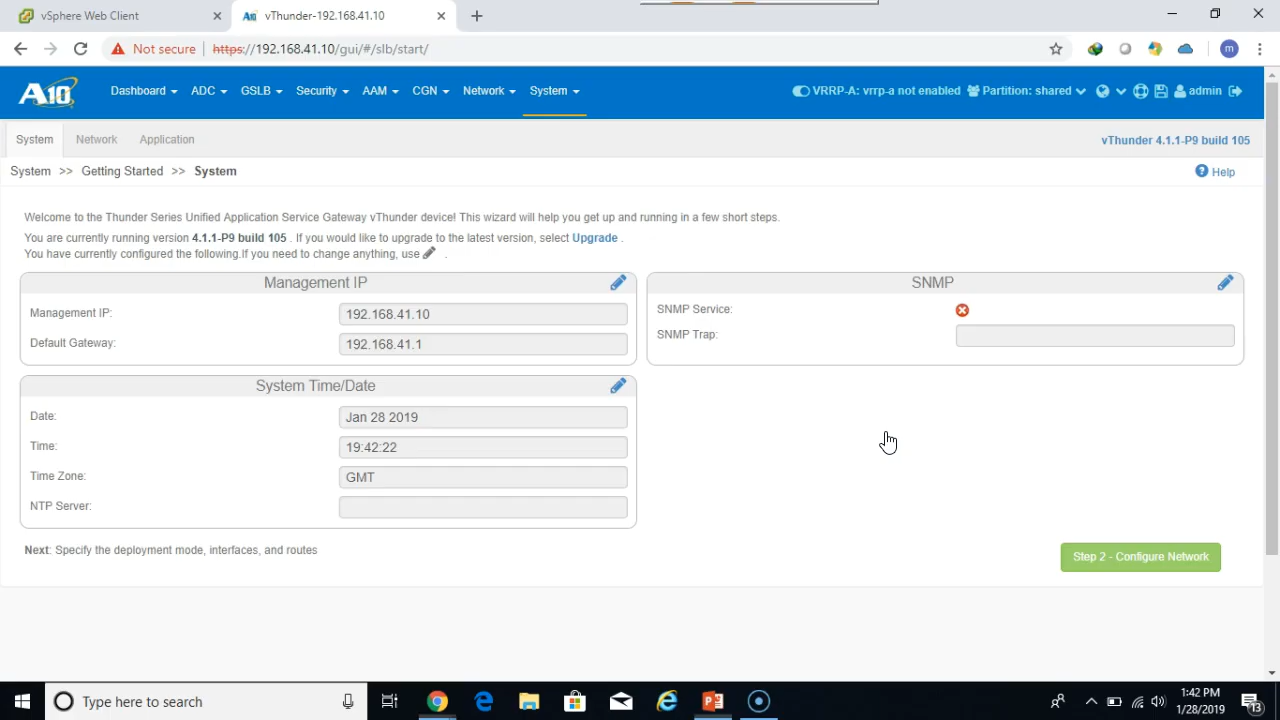 vSphere Web Client
vThunder-192.168.41.10
Not secure
https://192.168.41.10/gui/#/slb/start/
m
A10
Dashboard
ADC
GSLB
Security
AAM
CGN
Network
System
VRRP-A: vrrp-a not enabled
Partition: shared
admin
System
Network
Application
vThunder 4.1.1-P9 build 105
System >> Getting Started >> System
Help
Welcome to the Thunder Series Unified Application Service Gateway vThunder device! This wizard will help you get up and running in a few short steps.
You are currently running version 4.1.1-P9 build 105 . If you would like to upgrade to the latest version, select Upgrade .
You have currently configured the following.If you need to change anything, use .
Management IP
Management IP:
192.168.41.10
Default Gateway:
192.168.41.1
SNMP
SNMP Service:
SNMP Trap:
System Time/Date
Date:
Jan 28 2019
Time:
19:42:22
Time Zone:
GMT
NTP Server:
Next: Specify the deployment mode, interfaces, and routes
Step 2 - Configure Network
Type here to search
1:42 PM
1/28/2019
13